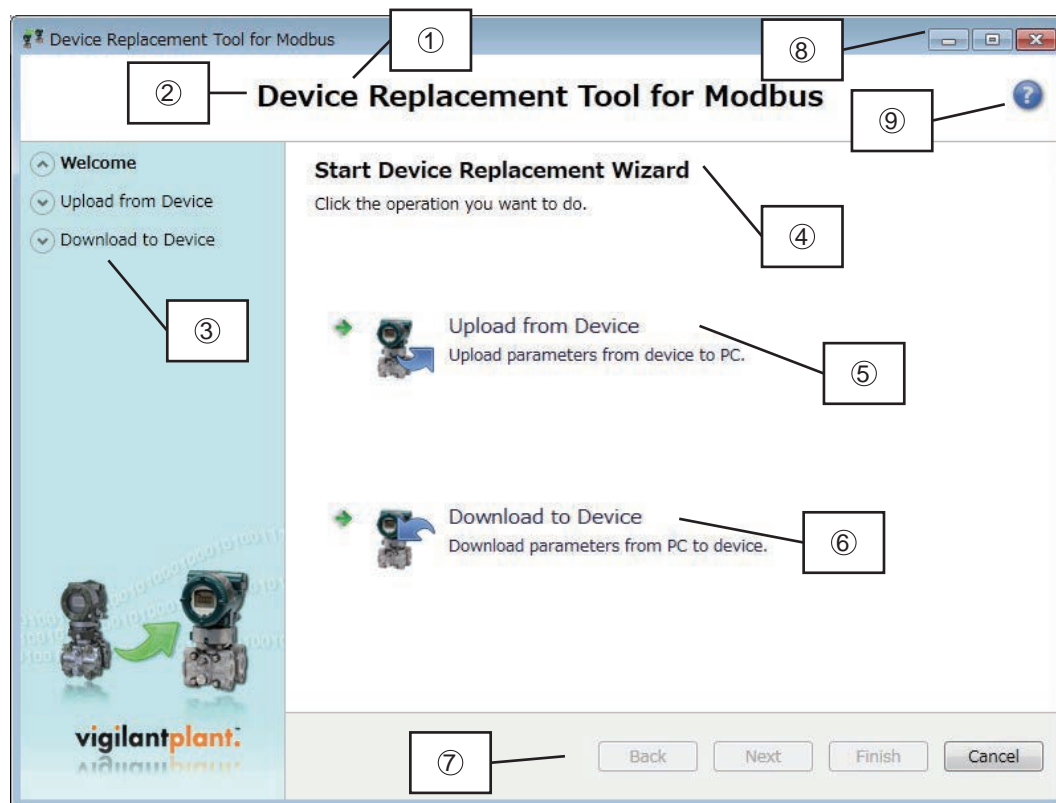 Device Replacement Tool for Modbus
①
⑧
②
Device Replacement Tool for Modbus
?
⑨
Welcome
Upload from Device
Download to Device
③
Start Device Replacement Wizard
Click the operation you want to do.
④
Upload from Device
Upload parameters from device to PC.
⑤
Download to Device
Download parameters from PC to device.
⑥
vigilantplant.™
⑦
Back
Next
Finish
Cancel